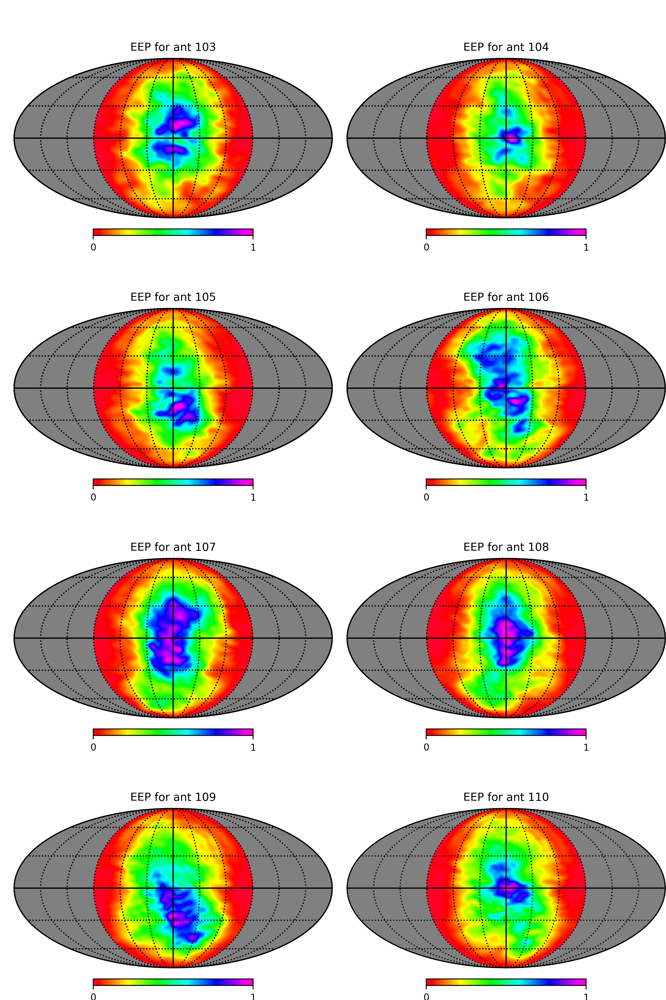 EEP for ant 103
EEP for ant 104
0 1
0 1
EEP for ant 105
EEP for ant 106
0 1
0 1
EEP for ant 107
EEP for ant 108
0 1
0 1
EEP for ant 109
EEP for ant 110
0 1
0 1